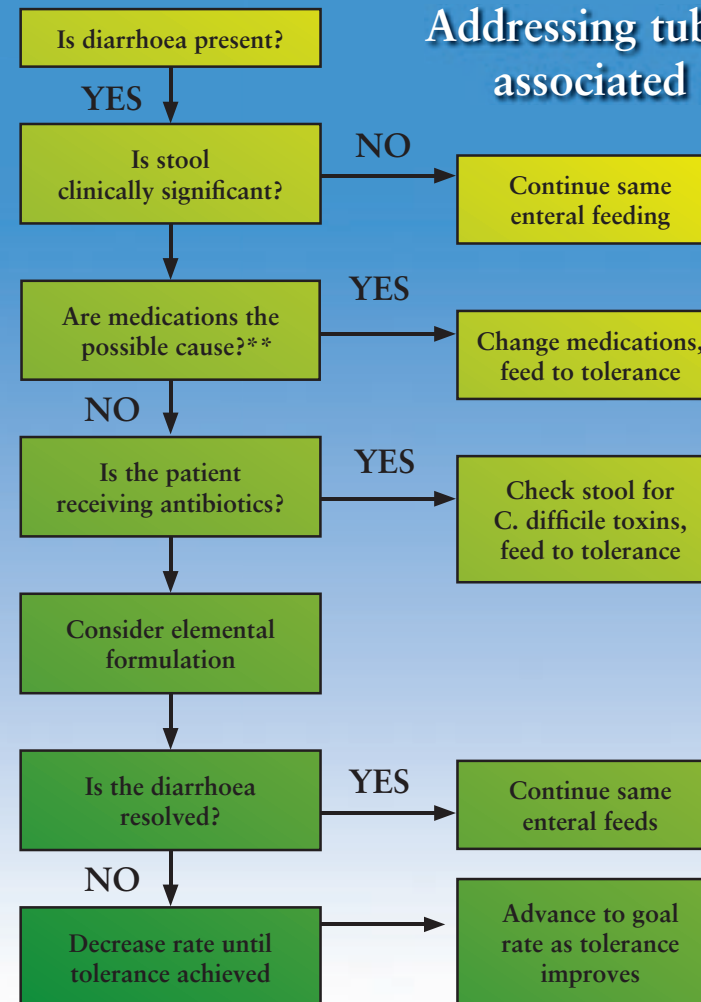 Addressing tub
associated
Is diarrhoea present?
YES
Is stool
clinically significant?
NO
Continue same
enteral feeding
Are medications the
possible cause?**
YES
Change medications,
feed to tolerance
NO
Is the patient
receiving antibiotics?
YES
Check stool for
C. difficile toxins,
feed to tolerance
Consider elemental
formulation
Is the diarrhoea
resolved?
YES
Continue same
enteral feeds
NO
Decrease rate until
tolerance achieved
Advance to goal
rate as tolerance
improves